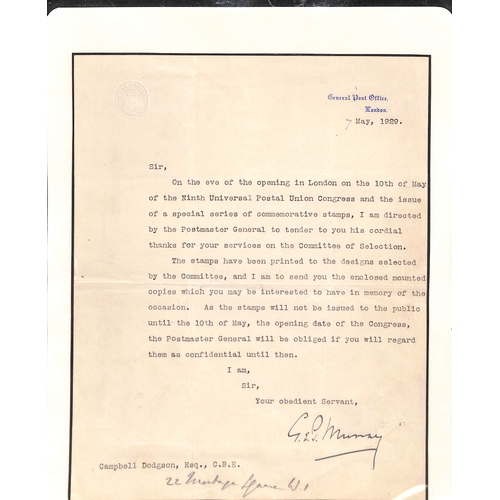 General Post Office,
London.
7 May, 1929.
Sir,
On the eve of the opening in London on the 10th of May
of the Ninth Universal Postal Union Congress and the issue
of a special series of commemorative stamps, I am directed
by the Postmaster General to tender to you his cordial
thanks for your services on the Committee of Selection.
The stamps have been printed to the designs selected
by the Committee, and I am to send you the enclosed mounted
copies which you may be interested to have in memory of the
occasion. As the stamps will not be issued to the public
until the 10th of May, the opening date of the Congress,
the Postmaster General will be obliged if you will regard
them as confidential until then.
I am,
Sir,
Your obedient Servant,
G.E.P. Murray
Campbell Dodgson, Esq., C.B.E.
22 Montagu Square W.1